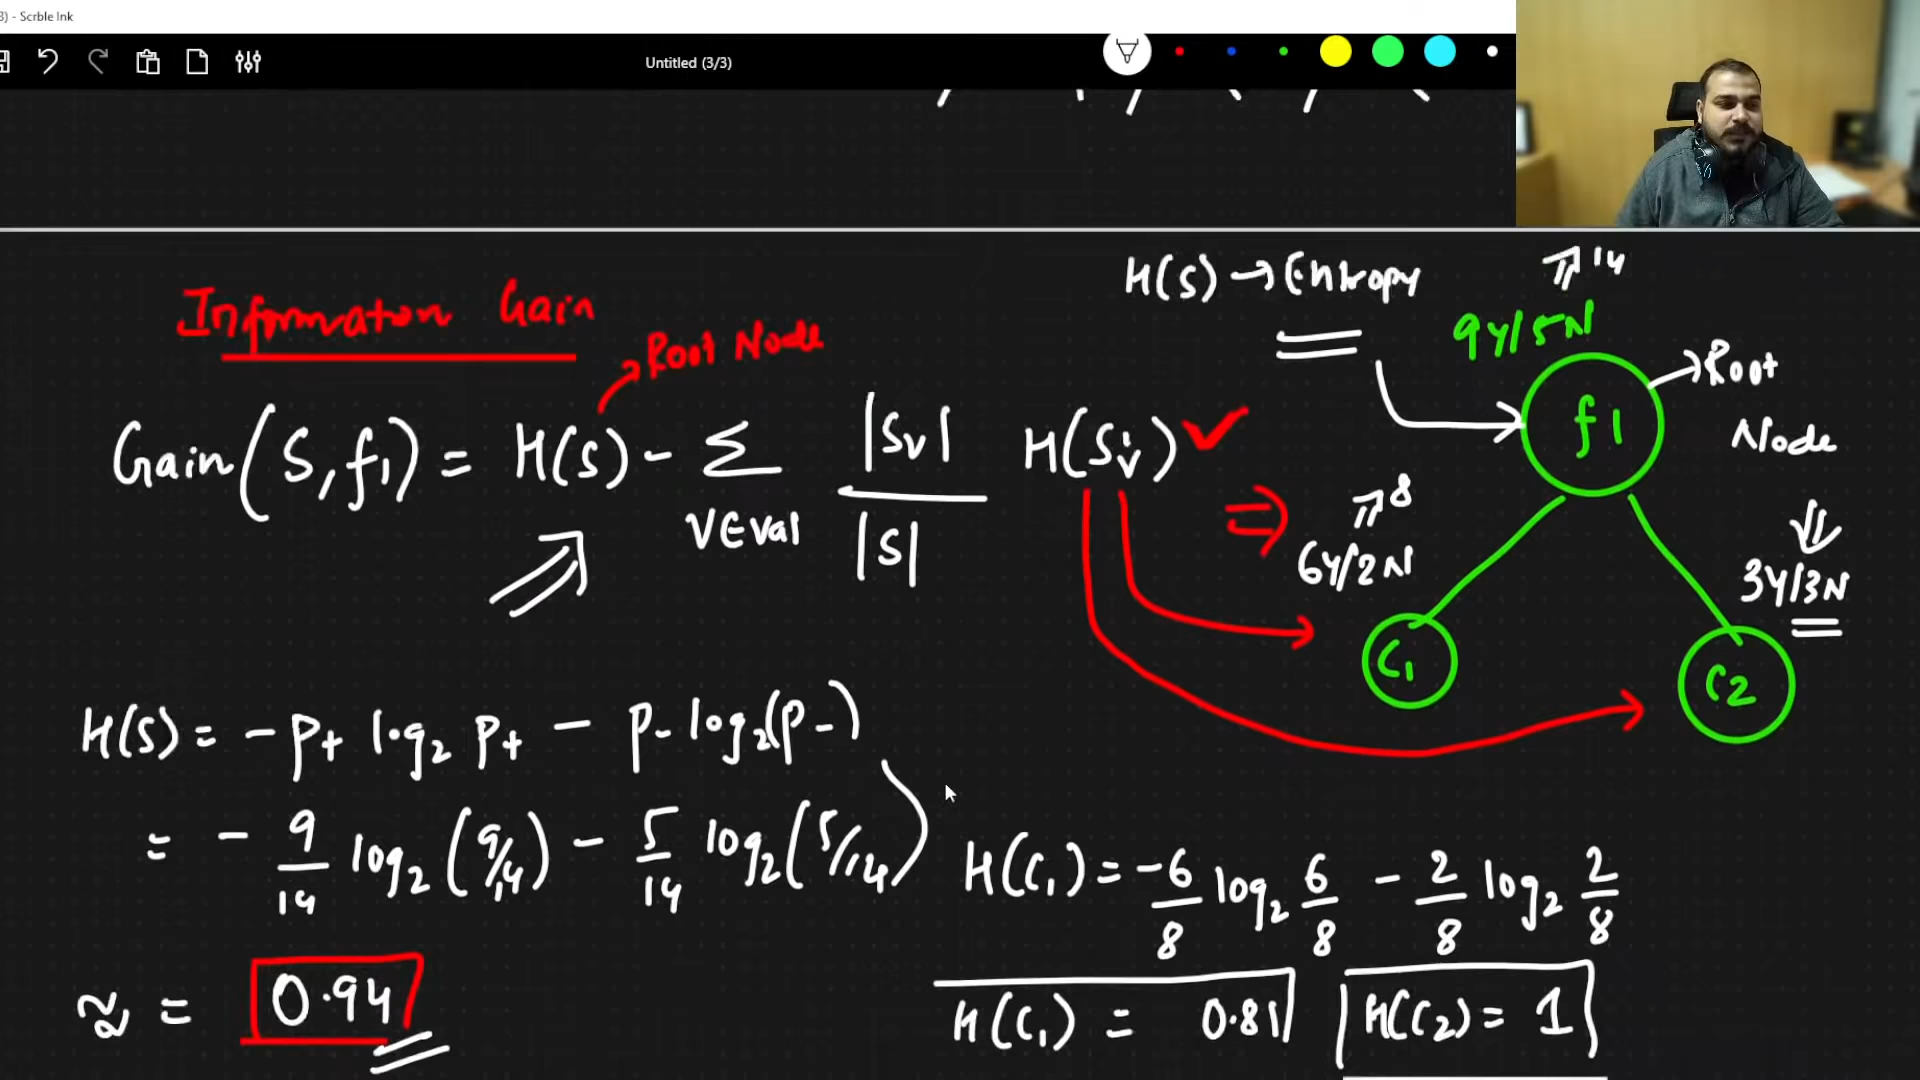 3) - Scrble Ink
Untitled (3/3)
Information Gain
Root Node
H(S) → Entropy
14
9Y/5N
f1
Root
Node
Gain(S, f1) = H(S) - Σ |Sv| H(Sv)
VEVal |S|
8
6Y/2N
3Y/3N
C1
C2
H(S) = - P+ log2 P+ - P- log2(P-)
= - 9/14 log2 (9/14) - 5/14 log2 (5/14)
H(C1) = -6/8 log2 6/8 - 2/8 log2 2/8
≈ = 0.94
H(C1) = 0.81
H(C2) = 1